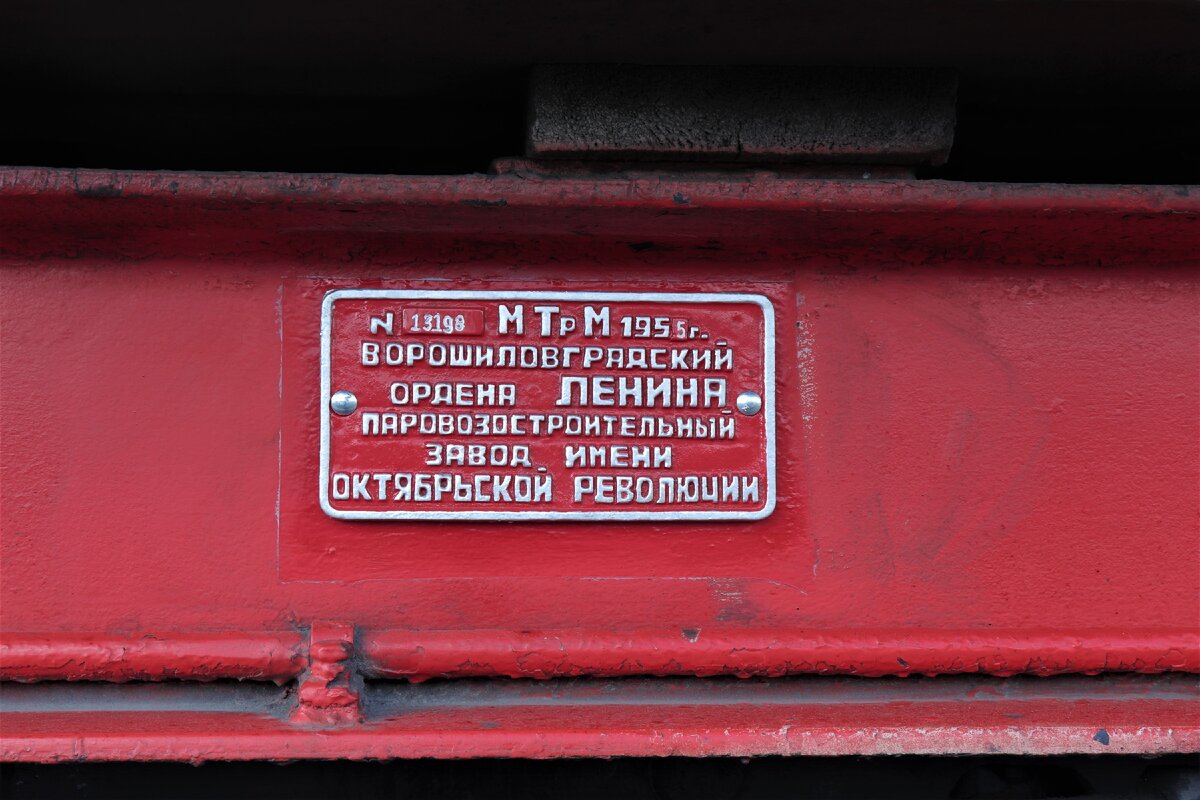 N 13198 МТрМ 1955г.
ВОРОШИЛОВГРАДСКИЙ
ОРДЕНА ЛЕНИНА
ПАРОВОЗОСТРОИТЕЛЬНЫЙ
ЗАВОД ИМЕНИ
ОКТЯБРЬСКОЙ РЕВОЛЮЦИИ